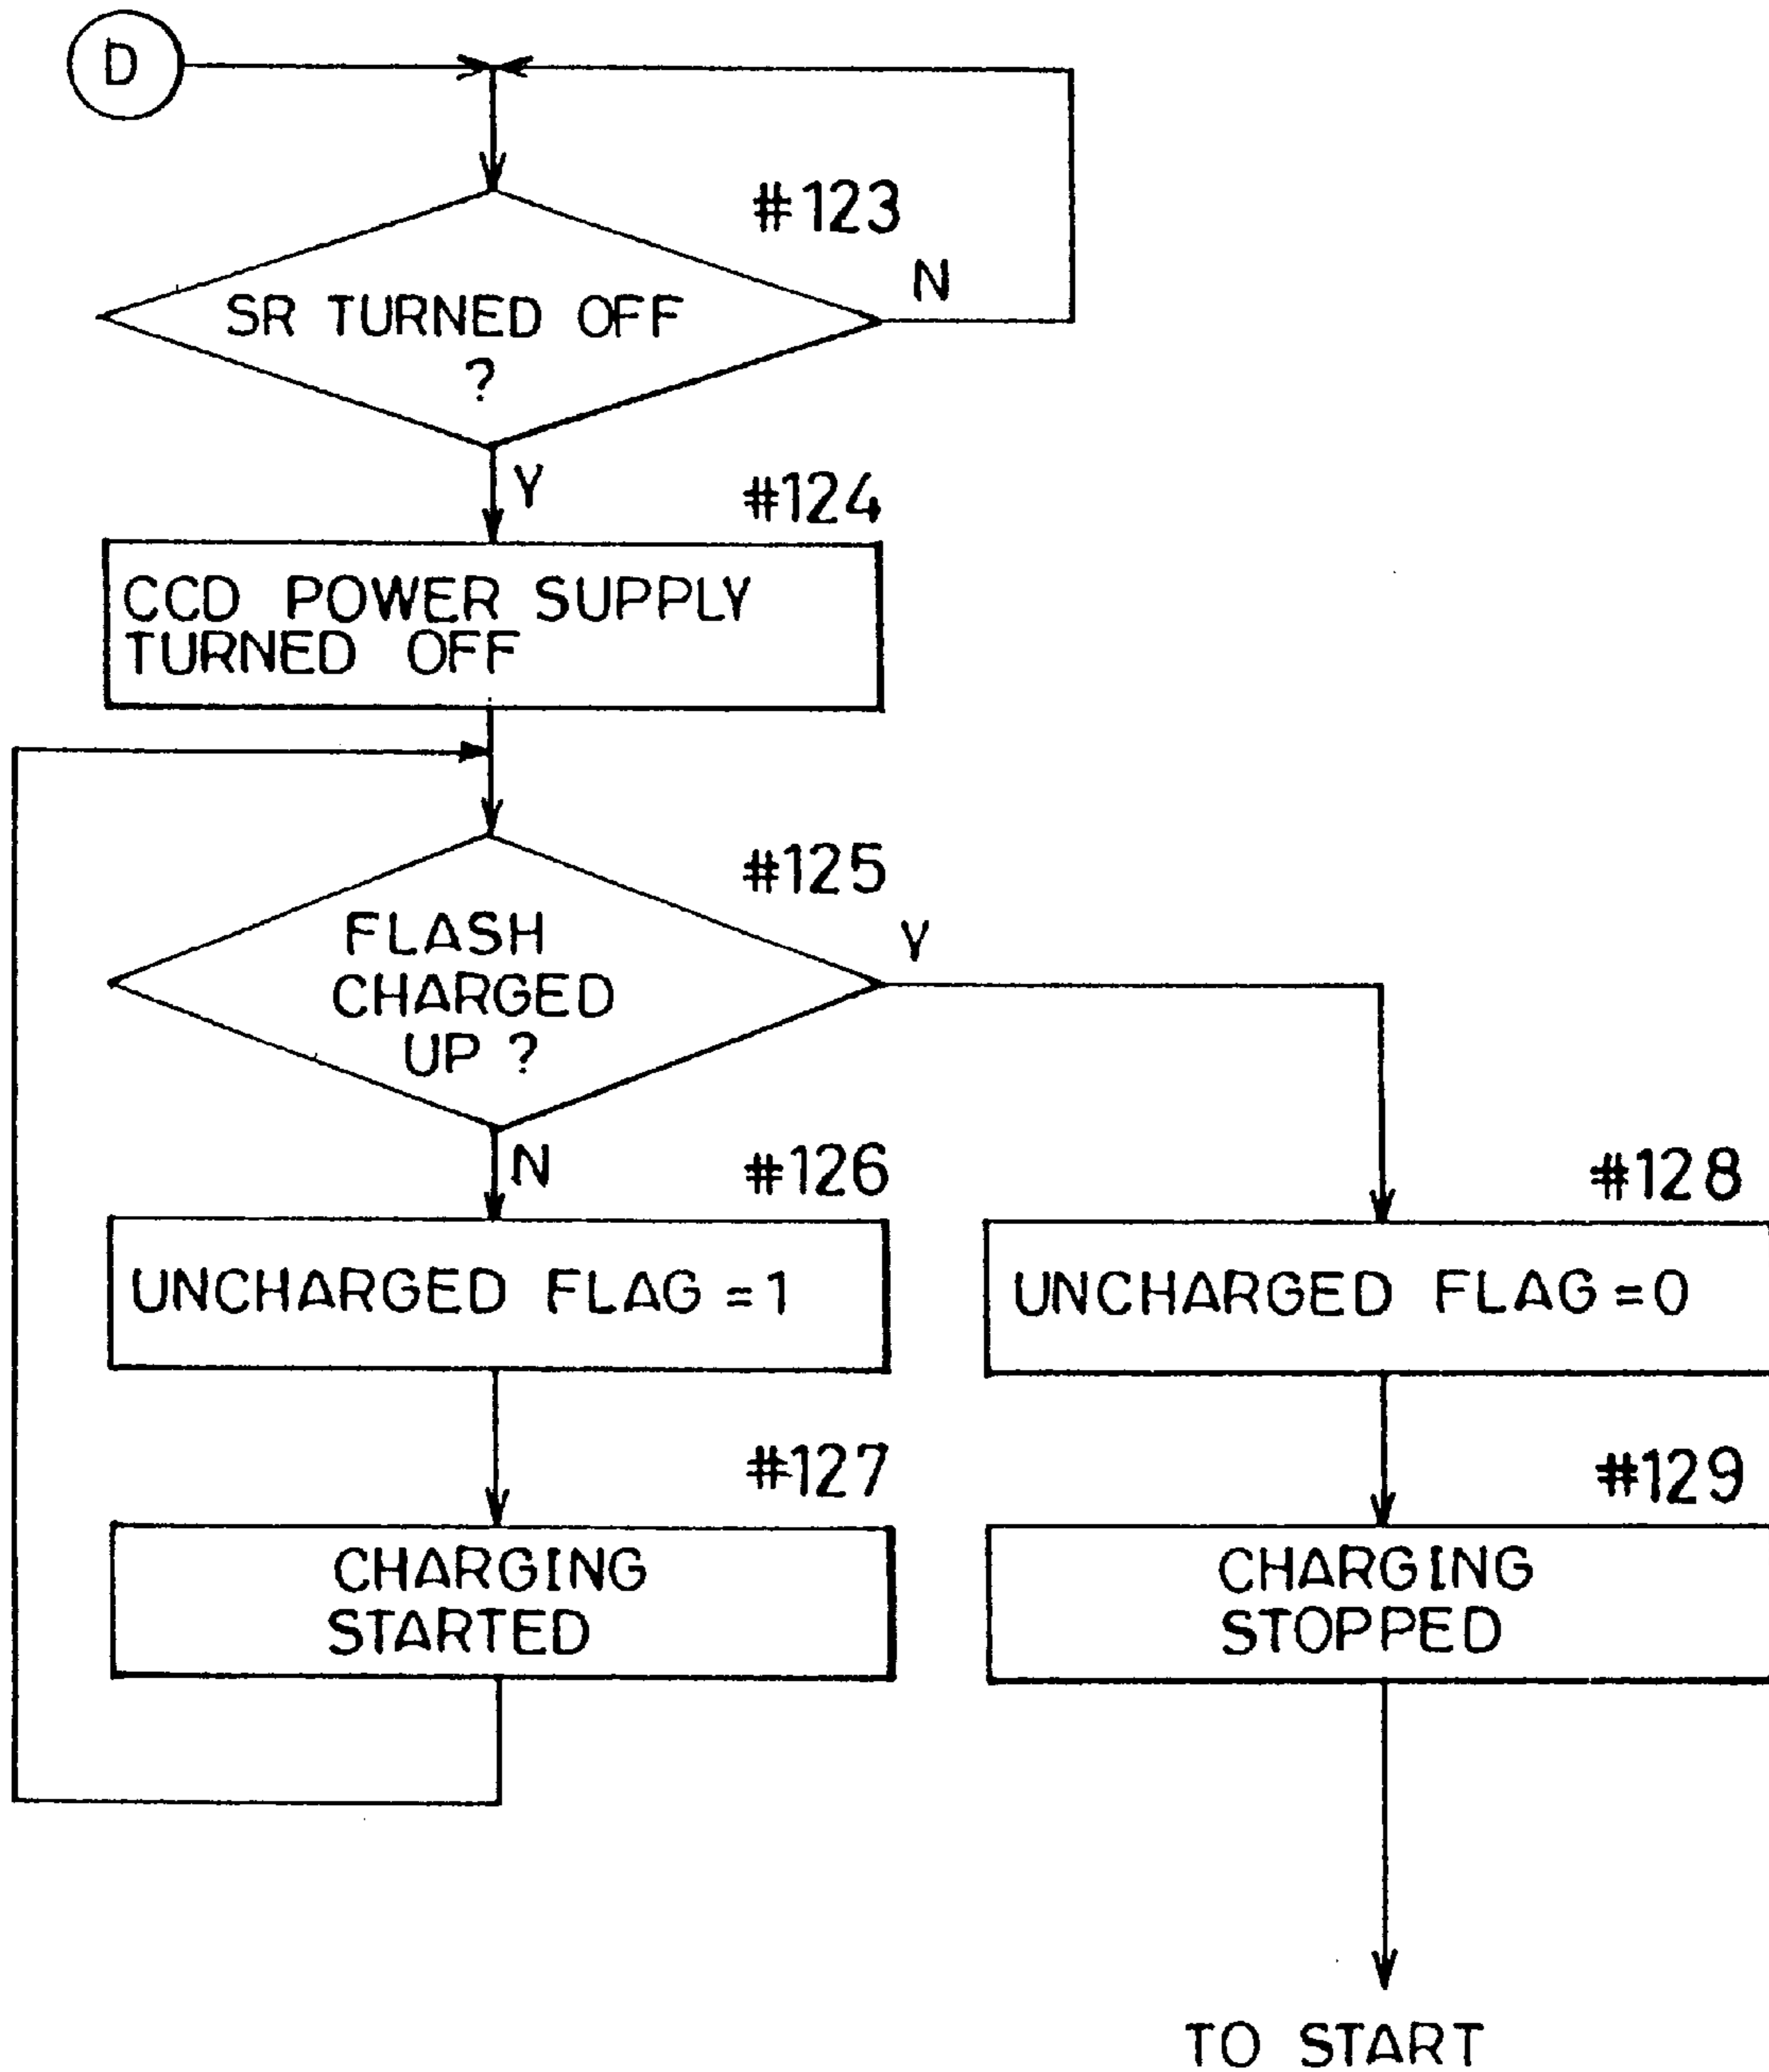 D
#123
N
SR TURNED OFF
?
Y
#124
CCD POWER SUPPLY
TURNED OFF
#125
Y
FLASH
CHARGED
UP ?
N
#126
#128
UNCHARGED FLAG = 1
UNCHARGED FLAG = 0
#127
#129
CHARGING
STARTED
CHARGING
STOPPED
TO START